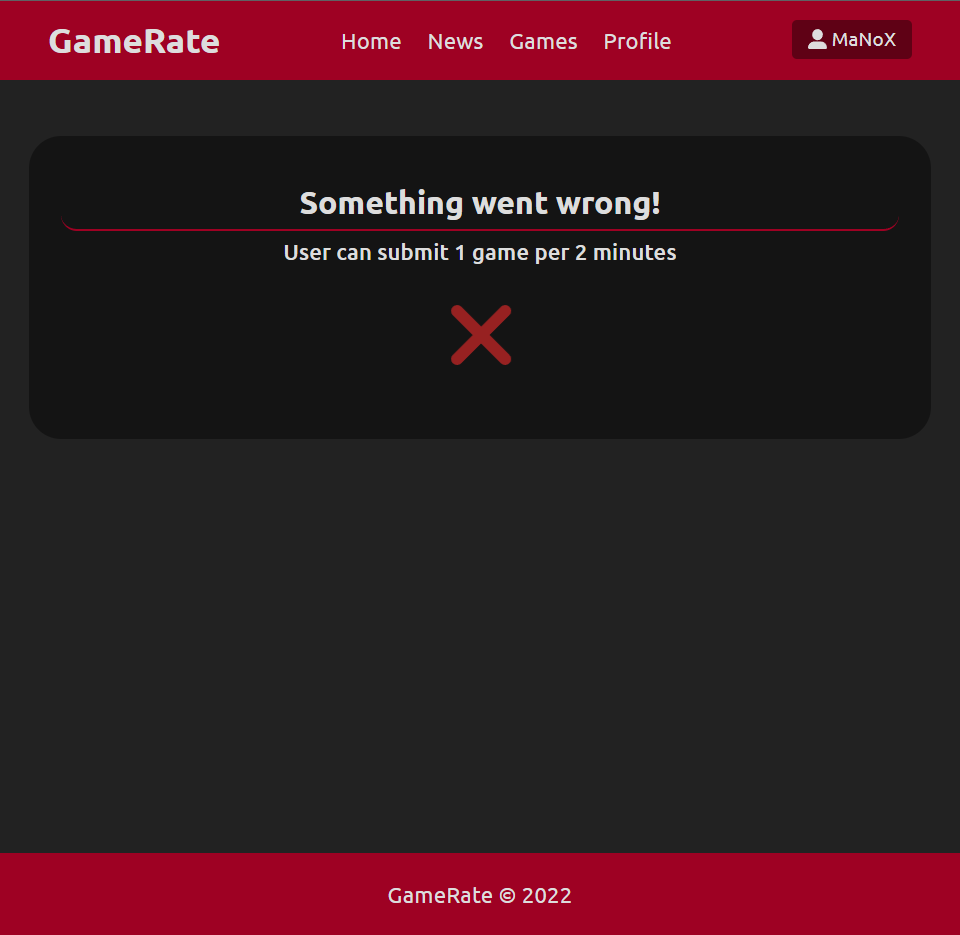 GameRate Home News Games Profile MaNoX
Something went wrong!
User can submit 1 game per 2 minutes
GameRate © 2022